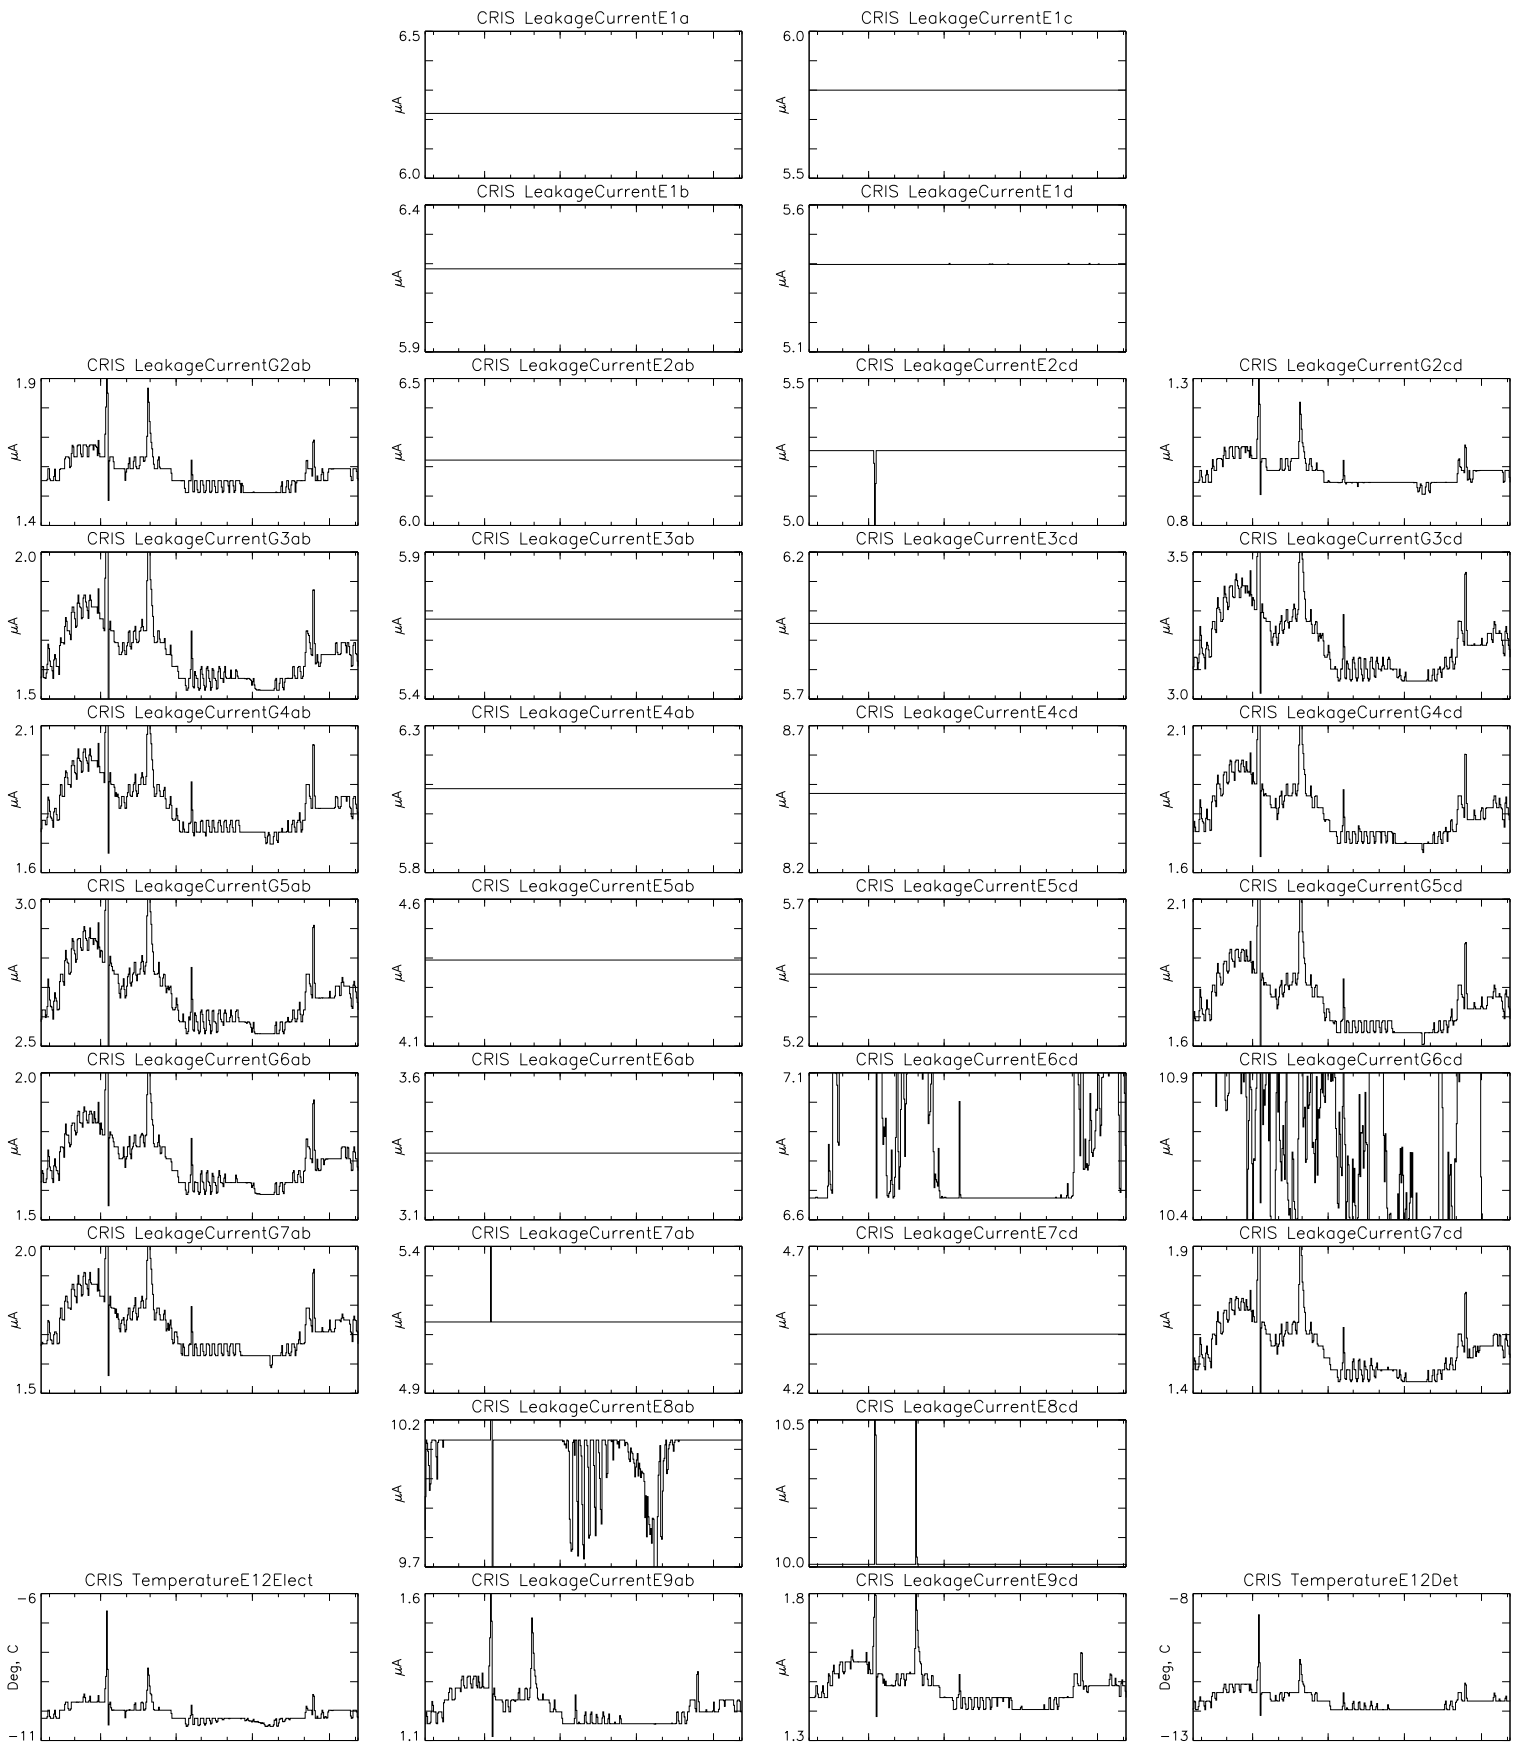 CRIS LeakageCurrentE1a
6.5
μA
6.0
CRIS LeakageCurrentE1c
6.0
μA
5.5
CRIS LeakageCurrentE1b
6.4
μA
5.9
CRIS LeakageCurrentE1d
5.6
μA
5.1
CRIS LeakageCurrentG2ab
1.9
μA
1.4
CRIS LeakageCurrentE2ab
6.5
μA
6.0
CRIS LeakageCurrentE2cd
5.5
μA
5.0
CRIS LeakageCurrentG2cd
1.3
μA
0.8
CRIS LeakageCurrentG3ab
2.0
μA
1.5
CRIS LeakageCurrentE3ab
5.9
μA
5.4
CRIS LeakageCurrentE3cd
6.2
μA
5.7
CRIS LeakageCurrentG3cd
3.5
μA
3.0
CRIS LeakageCurrentG4ab
2.1
μA
1.6
CRIS LeakageCurrentE4ab
6.3
μA
5.8
CRIS LeakageCurrentE4cd
8.7
μA
8.2
CRIS LeakageCurrentG4cd
2.1
μA
1.6
CRIS LeakageCurrentG5ab
3.0
μA
2.5
CRIS LeakageCurrentE5ab
4.6
μA
4.1
CRIS LeakageCurrentE5cd
5.7
μA
5.2
CRIS LeakageCurrentG5cd
2.1
μA
1.6
CRIS LeakageCurrentG6ab
2.0
μA
1.5
CRIS LeakageCurrentE6ab
3.6
μA
3.1
CRIS LeakageCurrentE6cd
7.1
μA
6.6
CRIS LeakageCurrentG6cd
10.9
μA
10.4
CRIS LeakageCurrentG7ab
2.0
μA
1.5
CRIS LeakageCurrentE7ab
5.4
μA
4.9
CRIS LeakageCurrentE7cd
4.7
μA
4.2
CRIS LeakageCurrentG7cd
1.9
μA
1.4
CRIS LeakageCurrentE8ab
10.2
μA
9.7
CRIS LeakageCurrentE8cd
10.5
μA
10.0
CRIS TemperatureE12Elect
-6
Deg, C
-11
CRIS LeakageCurrentE9ab
1.6
μA
1.1
CRIS LeakageCurrentE9cd
1.8
μA
1.3
CRIS TemperatureE12Det
-8
Deg, C
-13